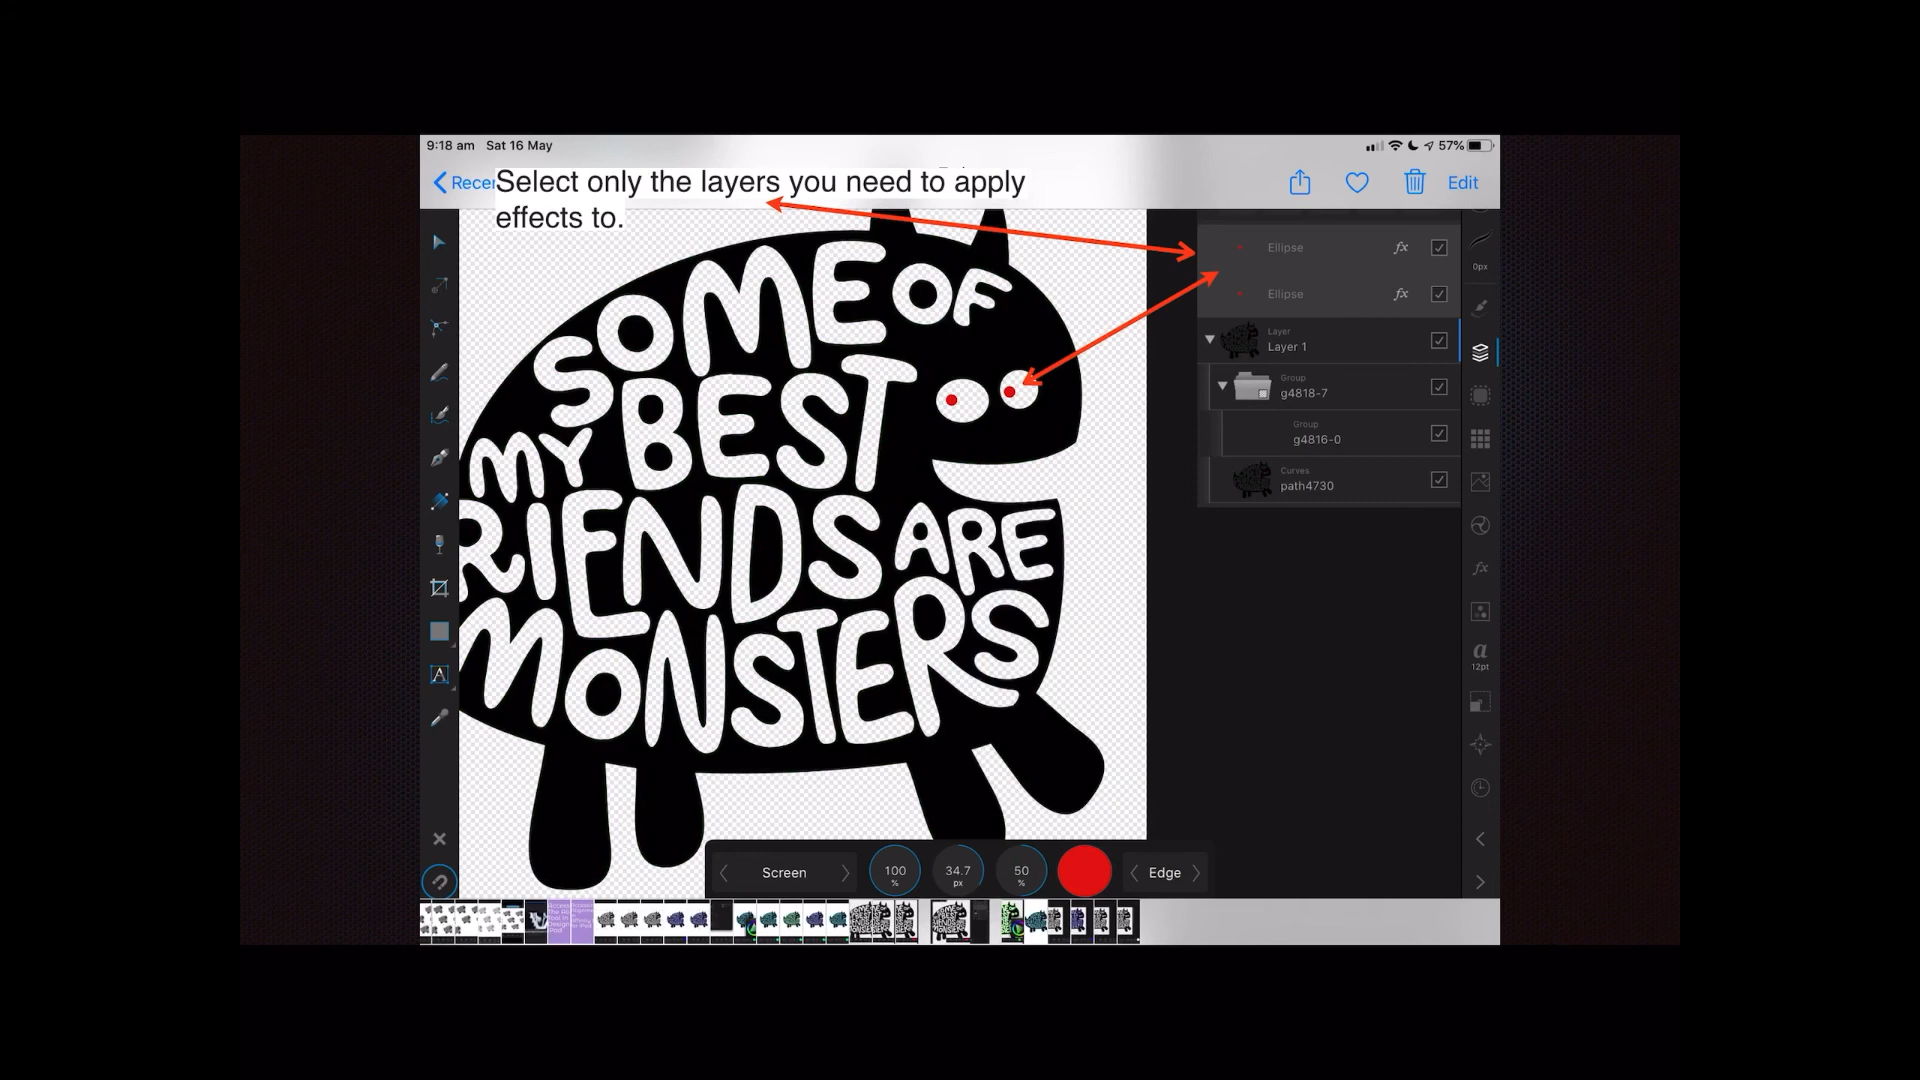 9:18 am Sat 16 May
57%
Select only the layers you need to apply
effects to.
Edit
Ellipse
fx
Ellipse
fx
Layer
Layer 1
Group
g4818-7
Group
g4816-0
Curves
path4730
0px
fx
a
12pt
A
SOME OF
MY BEST
RIENDS ARE
MONSTERS
Screen
100
%
34.7
px
50
%
Edge